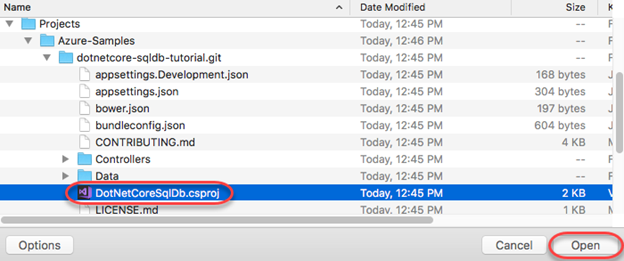 Name Date Modified Size K
Projects Today, 12:45 PM -- F
Azure-Samples Today, 12:46 PM -- F
dotnetcore-sqldb-tutorial.git Today, 12:45 PM -- F
appsettings.Development.json Today, 12:45 PM 168 bytes J
appsettings.json Today, 12:45 PM 304 bytes J
bower.json Today, 12:45 PM 197 bytes J
bundleconfig.json Today, 12:45 PM 604 bytes J
CONTRIBUTING.md Today, 12:45 PM 4 KB
Controllers Today, 12:45 PM -- F
Data Today, 12:45 PM -- F
DotNetCoreSqlDb.csproj Today, 12:45 PM 2 KB V
LICENSE.md Today, 12:45 PM 1 KB
Options Cancel Open